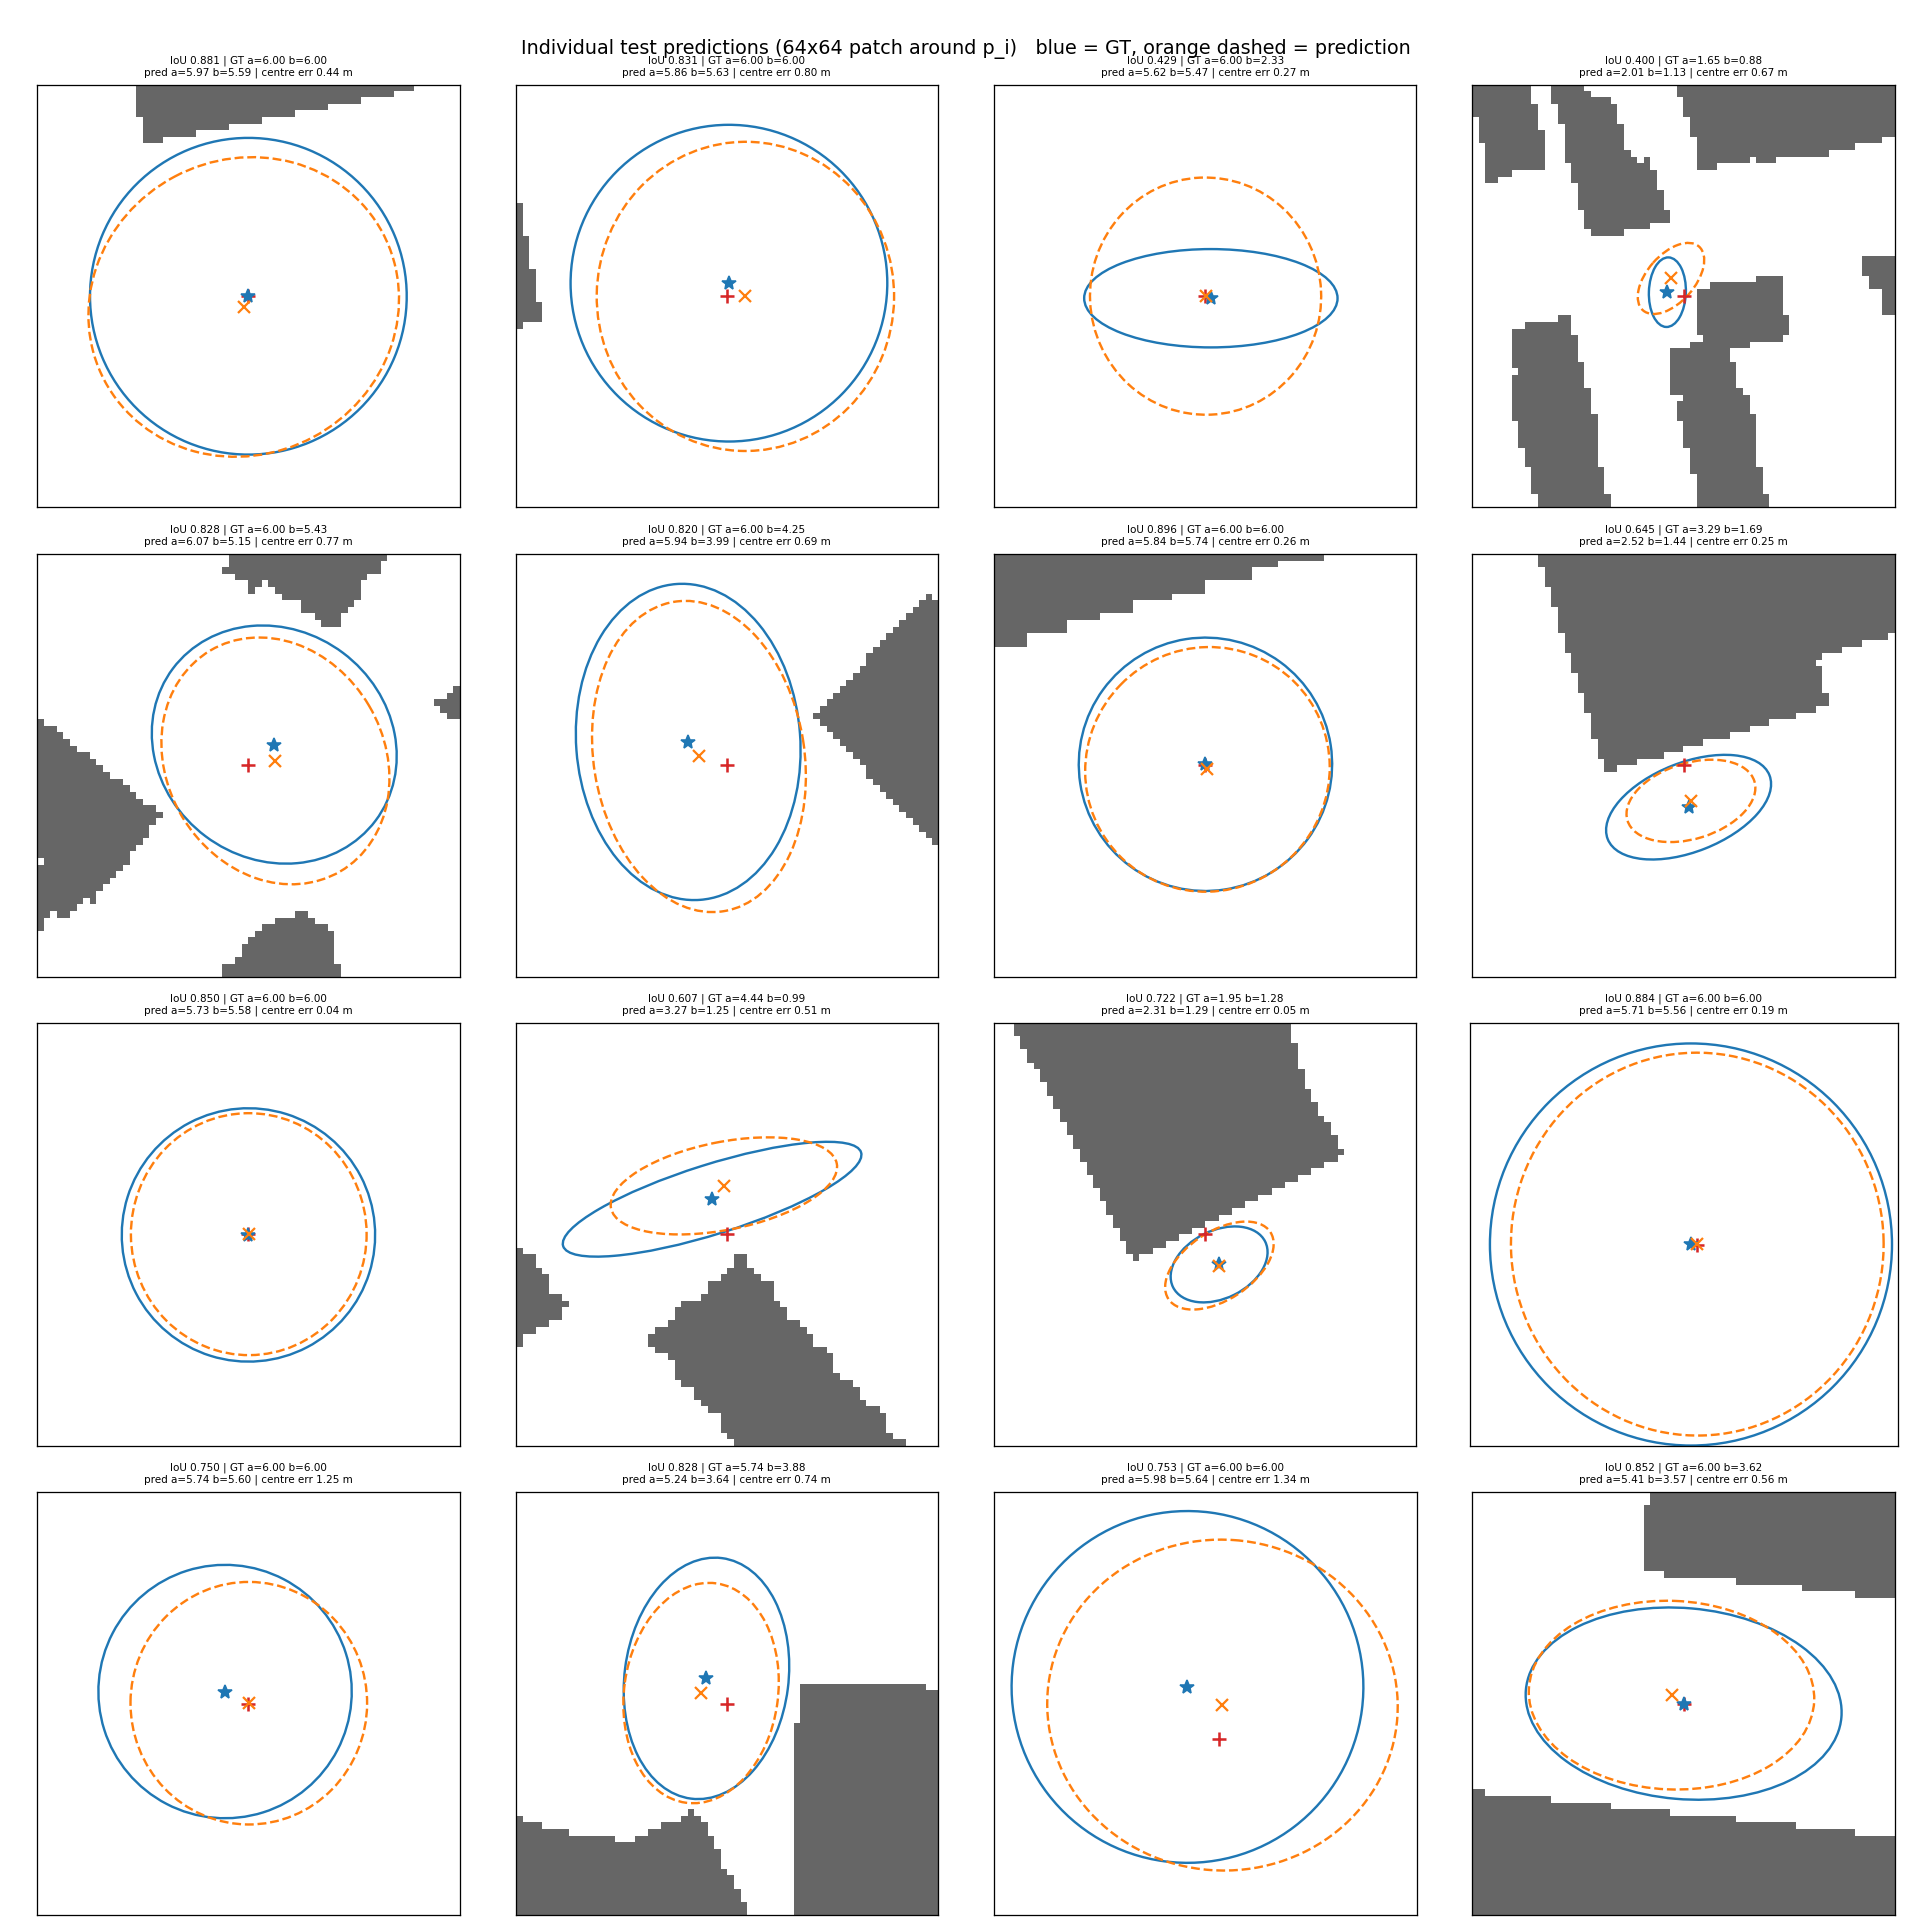 Individual test predictions (64x64 patch around p_i)   blue = GT, orange dashed = prediction
IoU 0.881 | GT a=6.00 b=6.00
pred a=5.97 b=5.59 | centre err 0.44 m
IoU 0.831 | GT a=6.00 b=6.00
pred a=5.86 b=5.63 | centre err 0.80 m
IoU 0.429 | GT a=6.00 b=2.33
pred a=5.62 b=5.47 | centre err 0.27 m
IoU 0.400 | GT a=1.65 b=0.88
pred a=2.01 b=1.13 | centre err 0.67 m
IoU 0.828 | GT a=6.00 b=5.43
pred a=6.07 b=5.15 | centre err 0.77 m
IoU 0.820 | GT a=6.00 b=4.25
pred a=5.94 b=3.99 | centre err 0.69 m
IoU 0.896 | GT a=6.00 b=6.00
pred a=5.84 b=5.74 | centre err 0.26 m
IoU 0.645 | GT a=3.29 b=1.69
pred a=2.52 b=1.44 | centre err 0.25 m
IoU 0.850 | GT a=6.00 b=6.00
pred a=5.73 b=5.58 | centre err 0.04 m
IoU 0.607 | GT a=4.44 b=0.99
pred a=3.27 b=1.25 | centre err 0.51 m
IoU 0.722 | GT a=1.95 b=1.28
pred a=2.31 b=1.29 | centre err 0.05 m
IoU 0.884 | GT a=6.00 b=6.00
pred a=5.71 b=5.56 | centre err 0.19 m
IoU 0.750 | GT a=6.00 b=6.00
pred a=5.74 b=5.60 | centre err 1.25 m
IoU 0.828 | GT a=5.74 b=3.88
pred a=5.24 b=3.64 | centre err 0.74 m
IoU 0.753 | GT a=6.00 b=6.00
pred a=5.98 b=5.64 | centre err 1.34 m
IoU 0.852 | GT a=6.00 b=3.62
pred a=5.41 b=3.57 | centre err 0.56 m